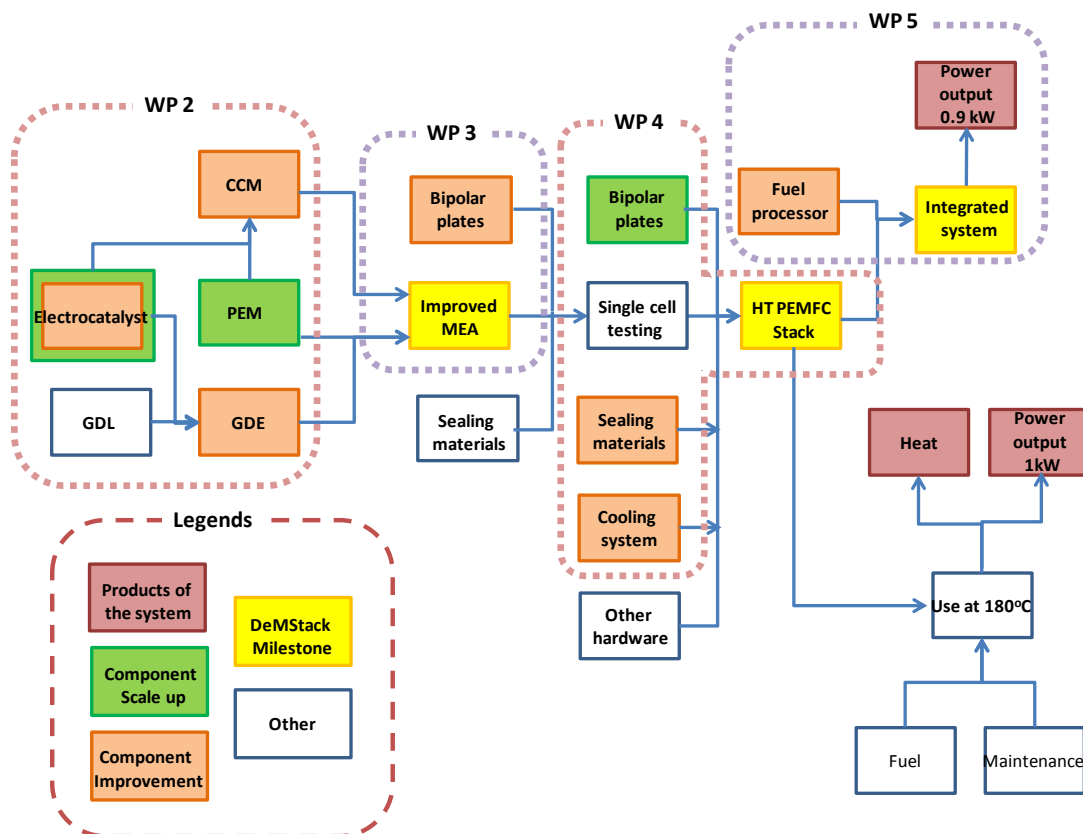 WP 5
Power
output
0.9 kW
WP 2
WP 3
WP 4
CCM
Bipolar
plates
Bipolar
plates
Fuel
processor
Integrated
system
Electrocatalyst
PEM
Improved
MEA
Single cell
testing
HT PEMFC
Stack
GDL
GDE
Sealing
materials
Sealing
materials
Heat
Power
output
1kW
Cooling
system
Legends
Products of
the system
DeMStack
Milestone
Component
Scale up
Other
Component
Improvement
Other
hardware
Use at 180°C
Fuel
Maintenance